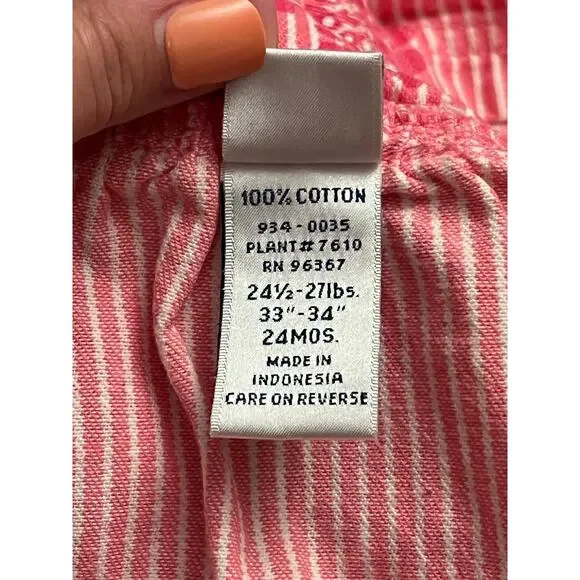 100% COTTON
934-0035
PLANT# 7610
RN 96367
24½-27lbs.
33"-34"
24MOS.
MADE IN
INDONESIA
CARE ON REVERSE